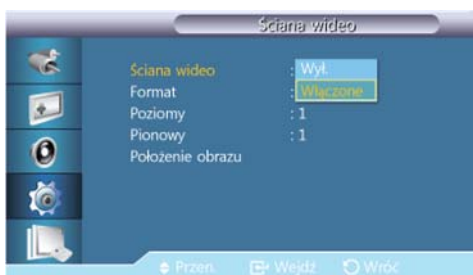 Ściana wideo
Ściana wideo : Wył.
Format : Włączone
Poziomy : 1
Pionowy : 1
Położenie obrazu
Przen. Wejdź Wróć